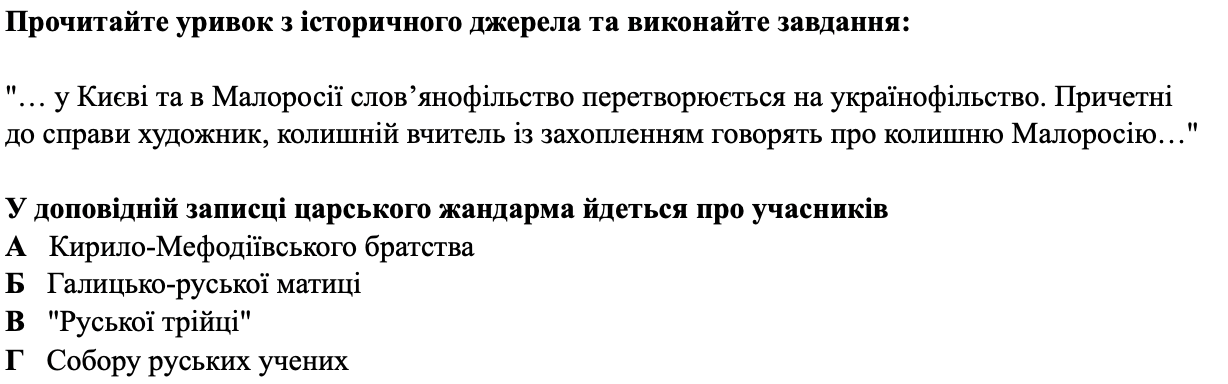 Прочитайте уривок з історичного джерела та виконайте завдання:
"… у Києві та в Малоросії слов’янофільство перетворюється на українофільство. Причетні
до справи художник, колишній вчитель із захопленням говорять про колишню Малоросію…"
У доповідній записці царського жандарма йдеться про учасників
А Кирило-Мефодіївського братства
Б Галицько-руської матиці
В "Руської трійці"
Г Собору руських учених